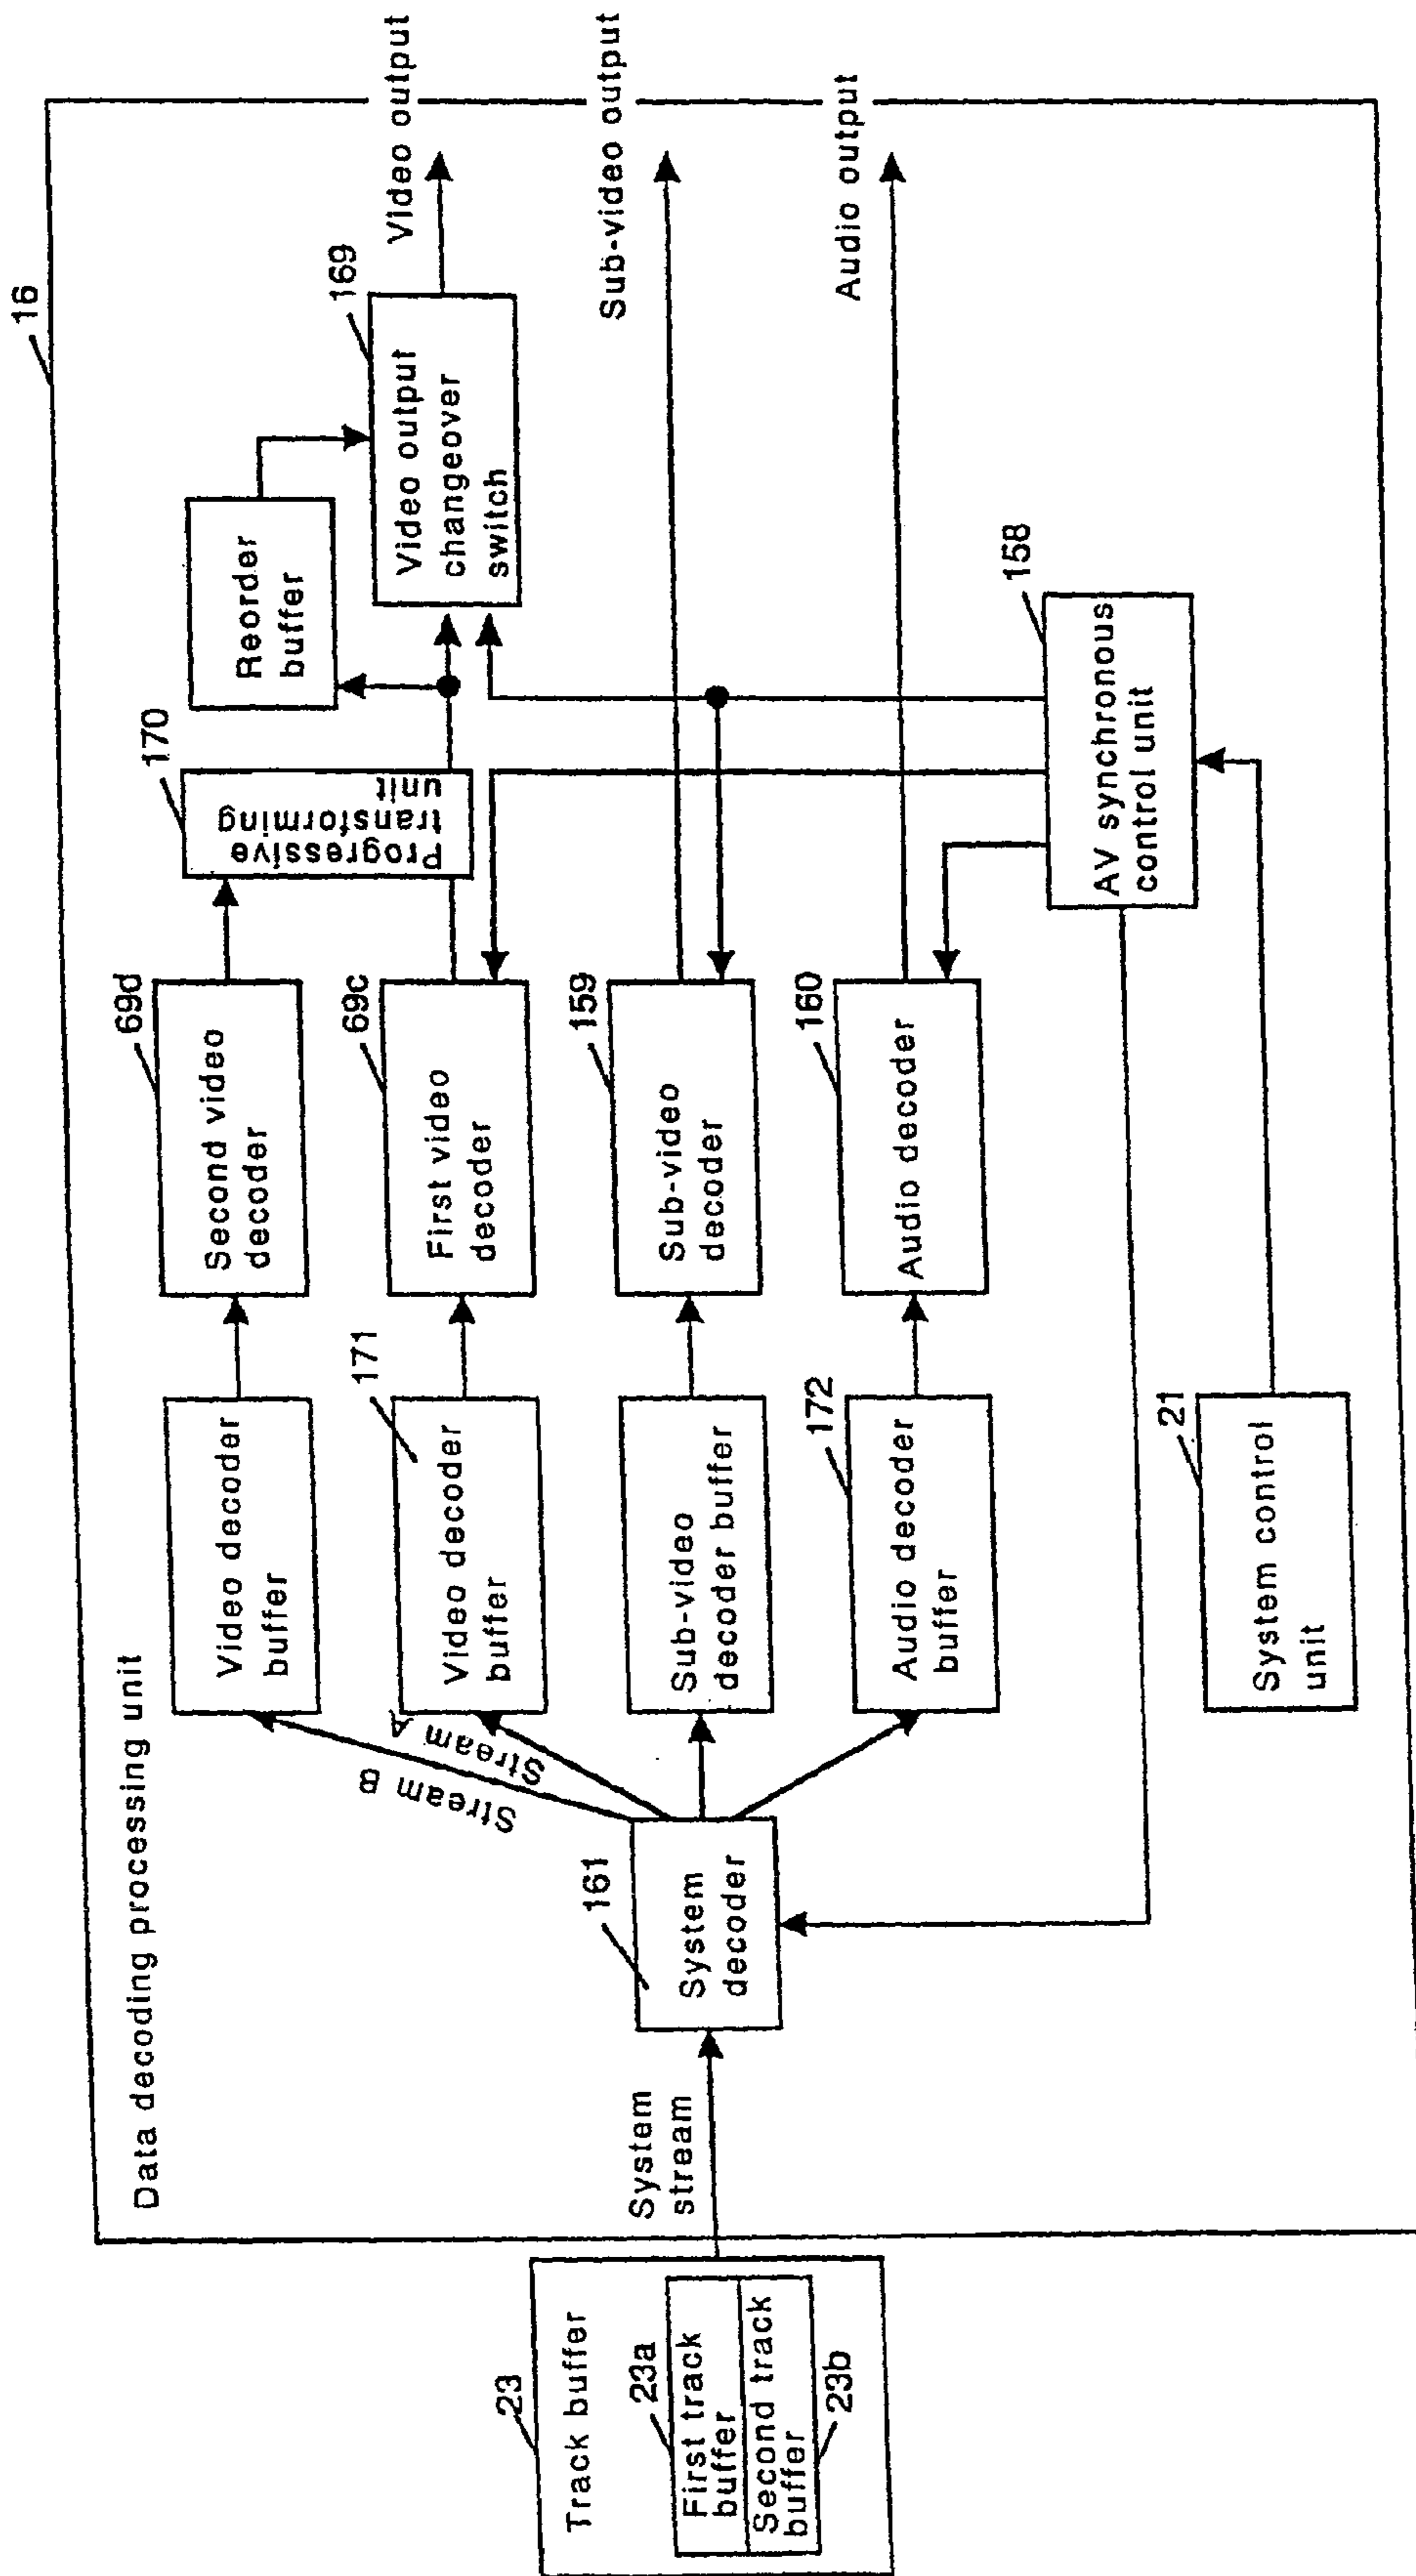 16
Data decoding processing unit
23
Track buffer
23a
First track
buffer
Second track
buffer
23b
System
stream
161
System
decoder
Stream B
Stream A
Video decoder
buffer
69d
Second video
decoder
170
Progressive
transforming
unit
Reorder
buffer
169
Video output
changeover
switch
Video output
171
Video decoder
buffer
69c
First video
decoder
Sub-video
decoder buffer
159
Sub-video
decoder
Sub-video output
172
Audio decoder
buffer
160
Audio decoder
Audio output
21
System control
unit
158
AV synchronous
control unit